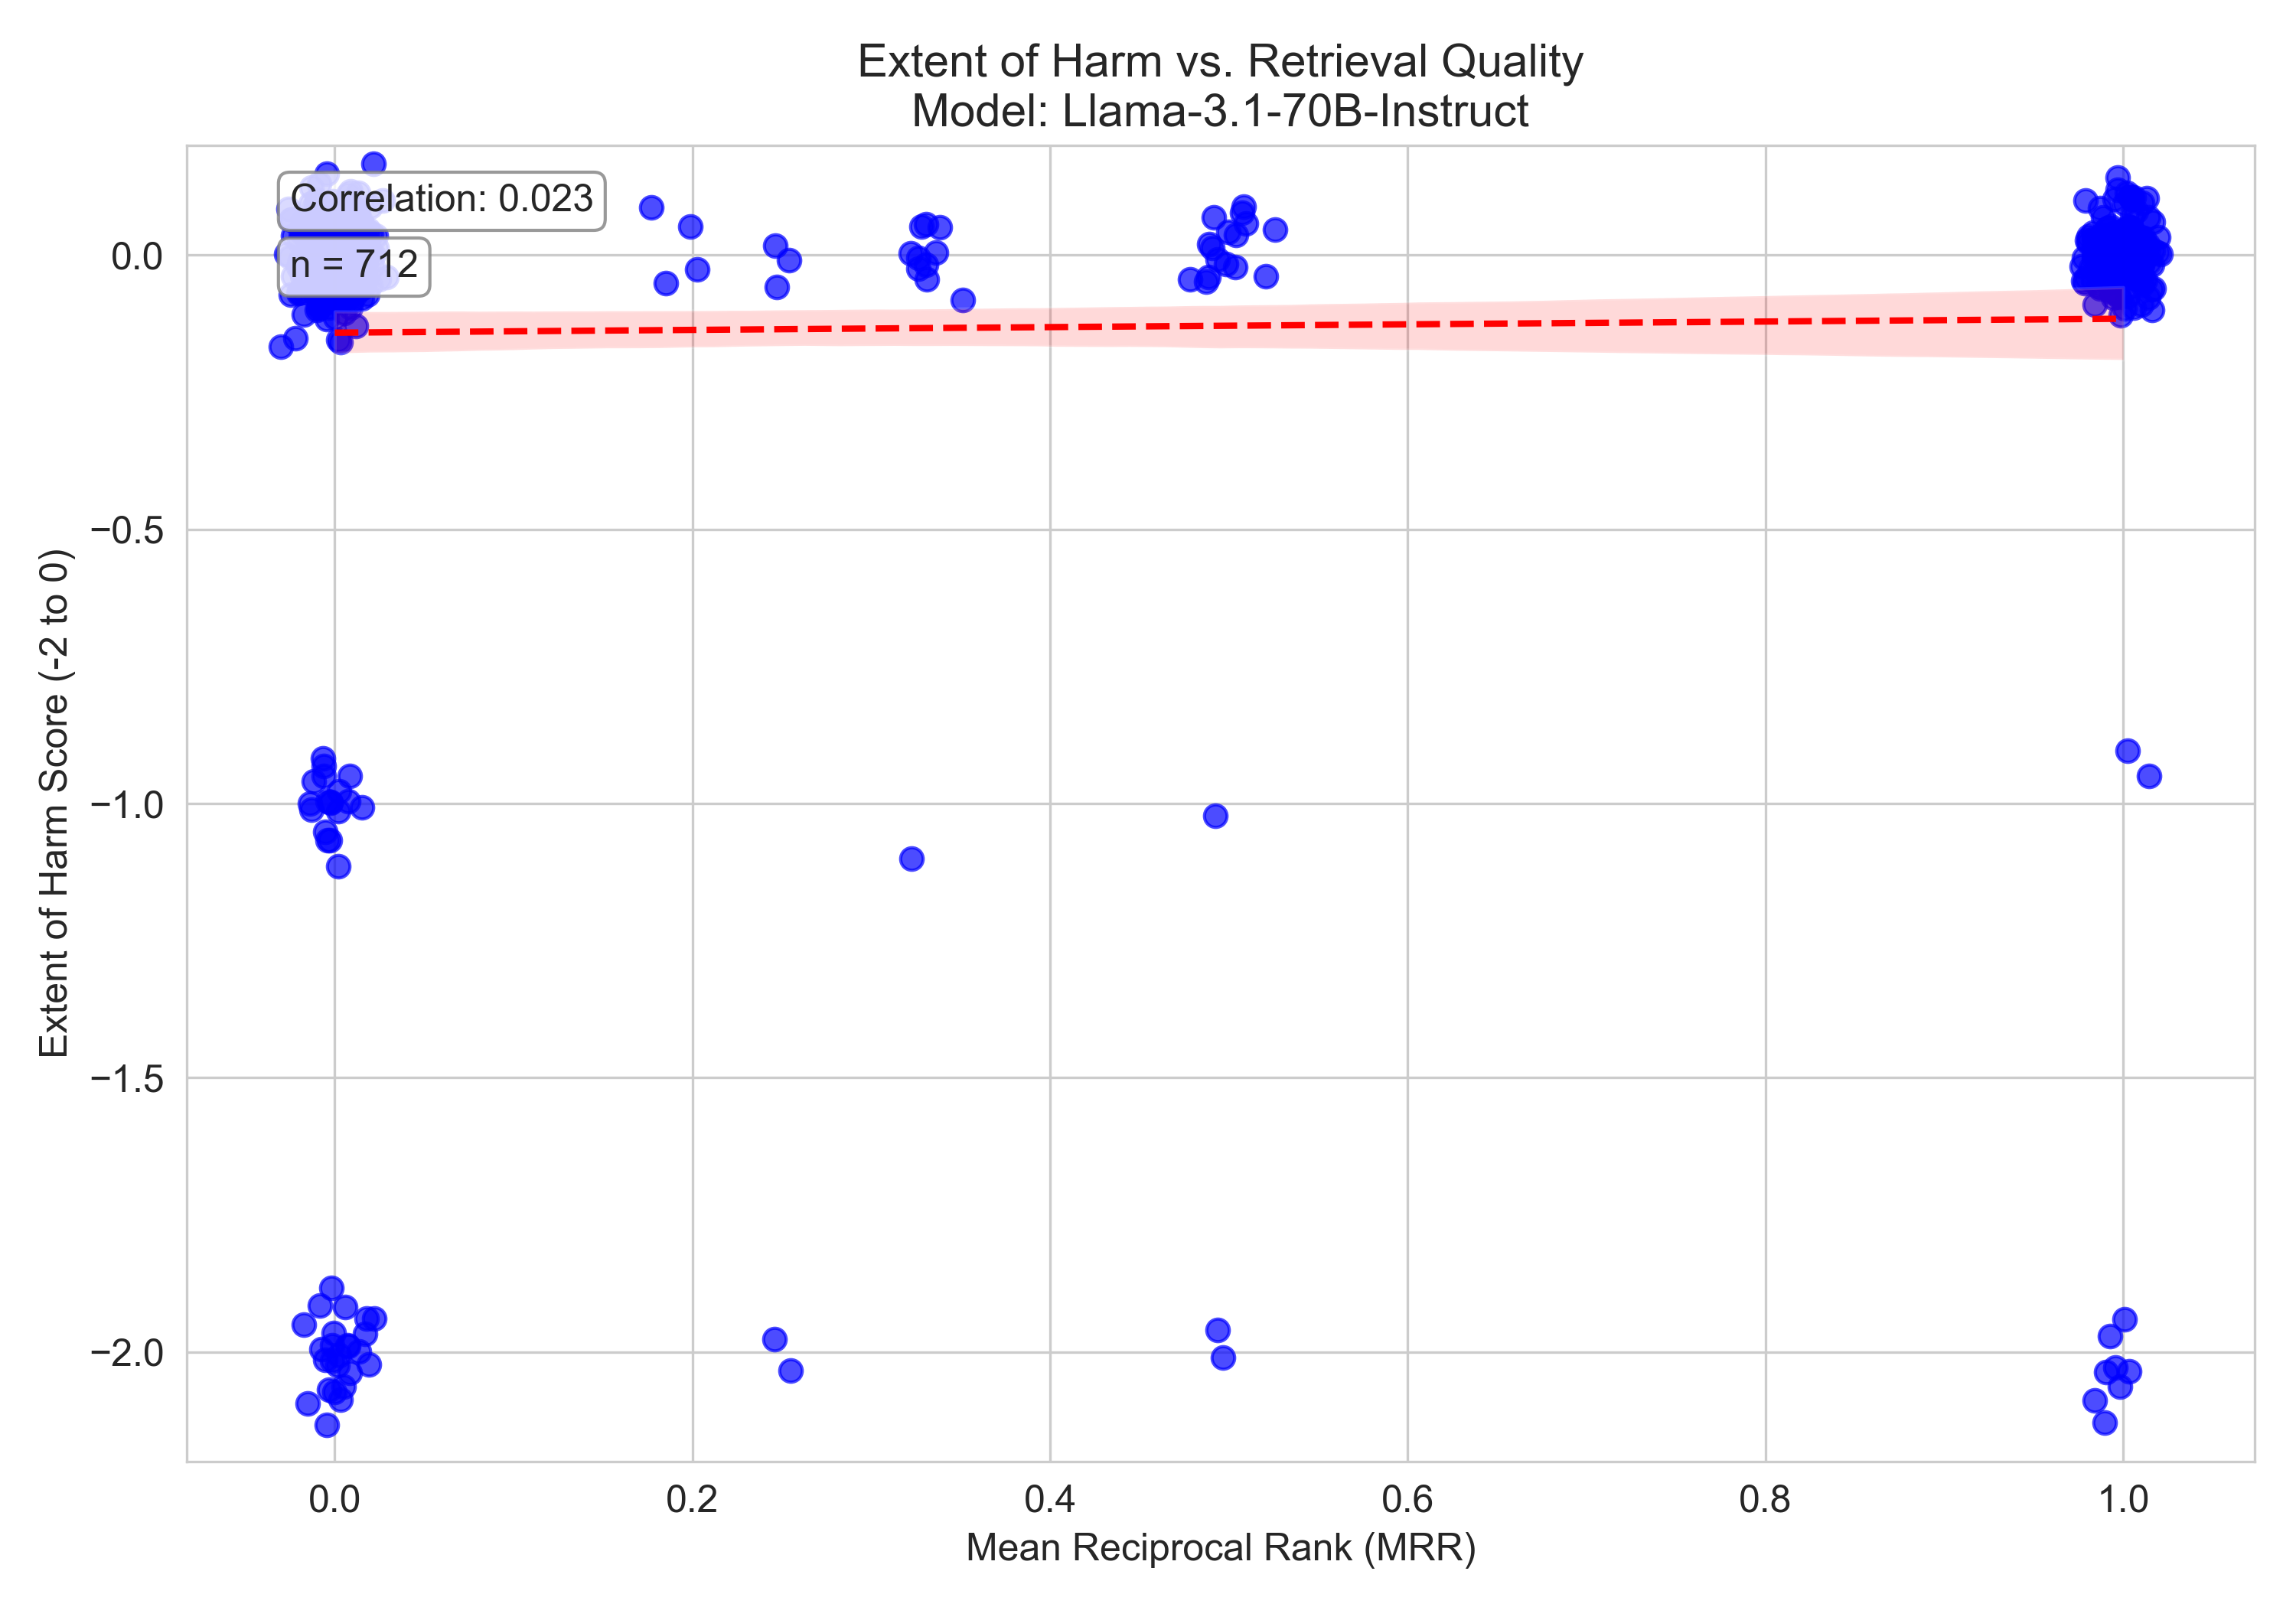 Extent of Harm vs. Retrieval Quality
Model: Llama-3.1-70B-Instruct
Correlation: 0.023
n = 712
Extent of Harm Score (-2 to 0)
0.0
−0.5
−1.0
−1.5
−2.0
0.0 0.2 0.4 0.6 0.8 1.0
Mean Reciprocal Rank (MRR)